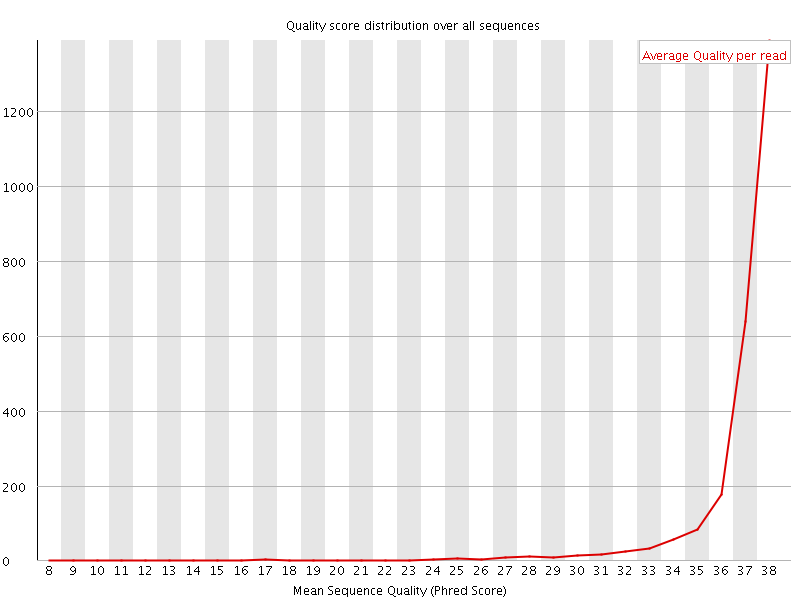 Quality score distribution over all sequences
Average Quality per read
1200
1000
800
600
400
200
0
8 9 10 11 12 13 14 15 16 17 18 19 20 21 22 23 24 25 26 27 28 29 30 31 32 33 34 35 36 37 38
Mean Sequence Quality (Phred Score)